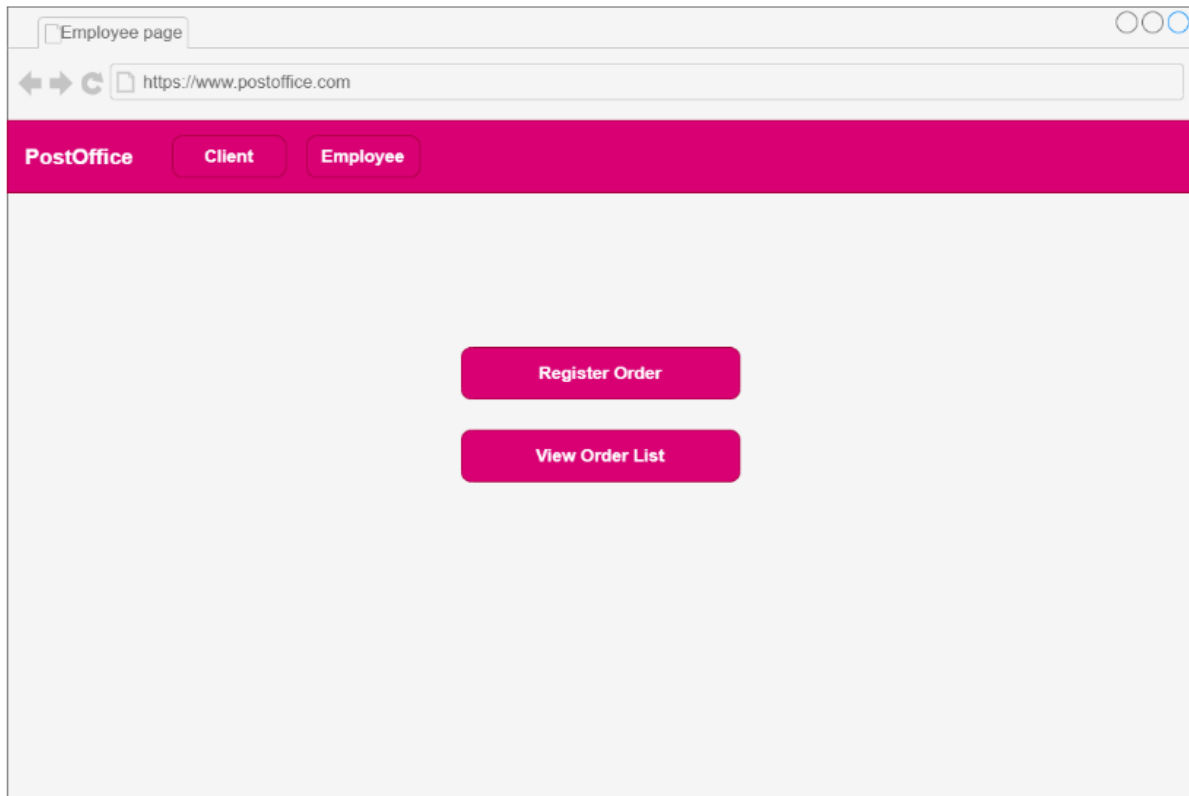 Employee page
https://www.postoffice.com
PostOffice Client Employee
Register Order
View Order List